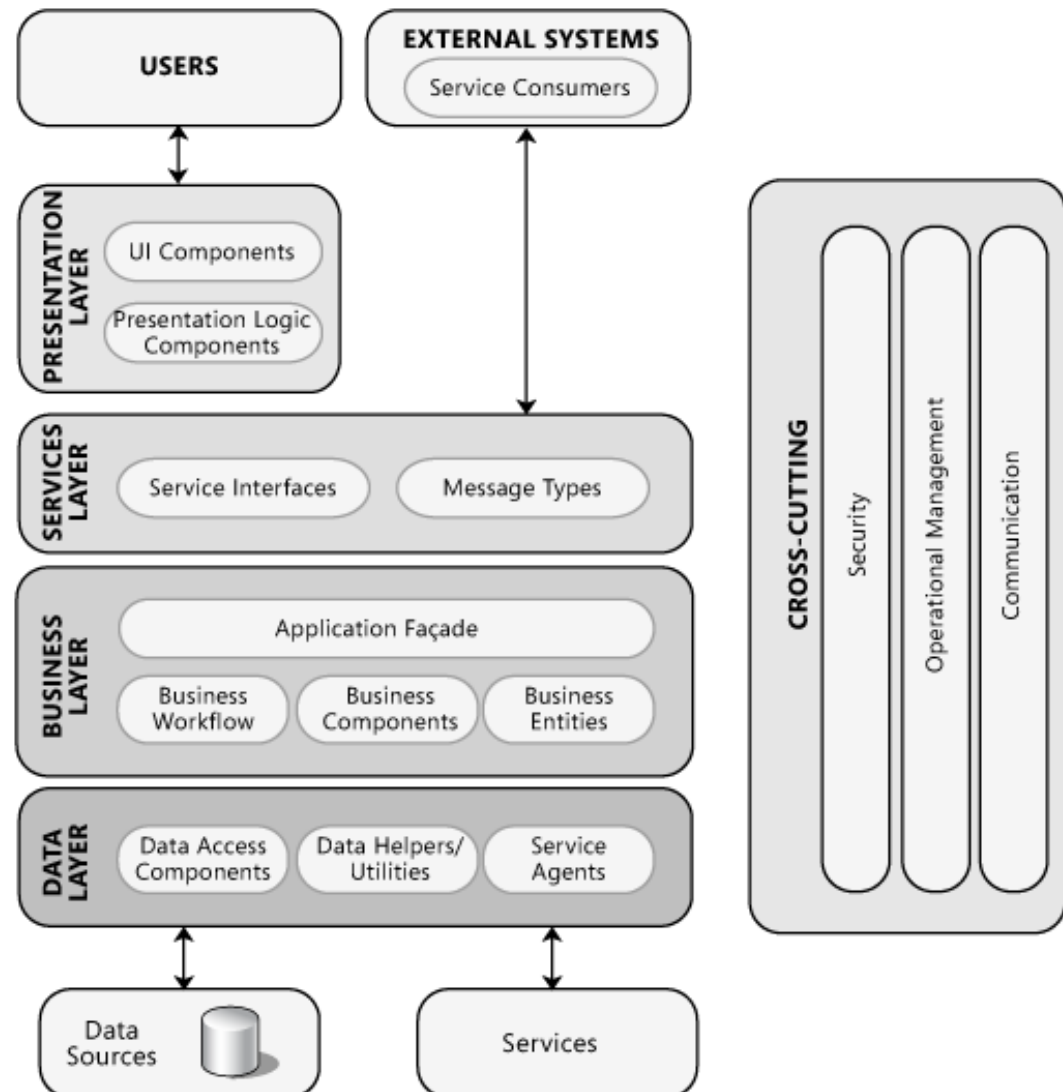 USERS
EXTERNAL SYSTEMS
Service Consumers
PRESENTATION
LAYER
UI Components
Presentation Logic
Components
SERVICES
LAYER
Service Interfaces
Message Types
BUSINESS
LAYER
Application Façade
Business
Workflow
Business
Components
Business
Entities
DATA
LAYER
Data Access
Components
Data Helpers/
Utilities
Service
Agents
Data
Sources
Services
CROSS-CUTTING
Security
Operational Management
Communication